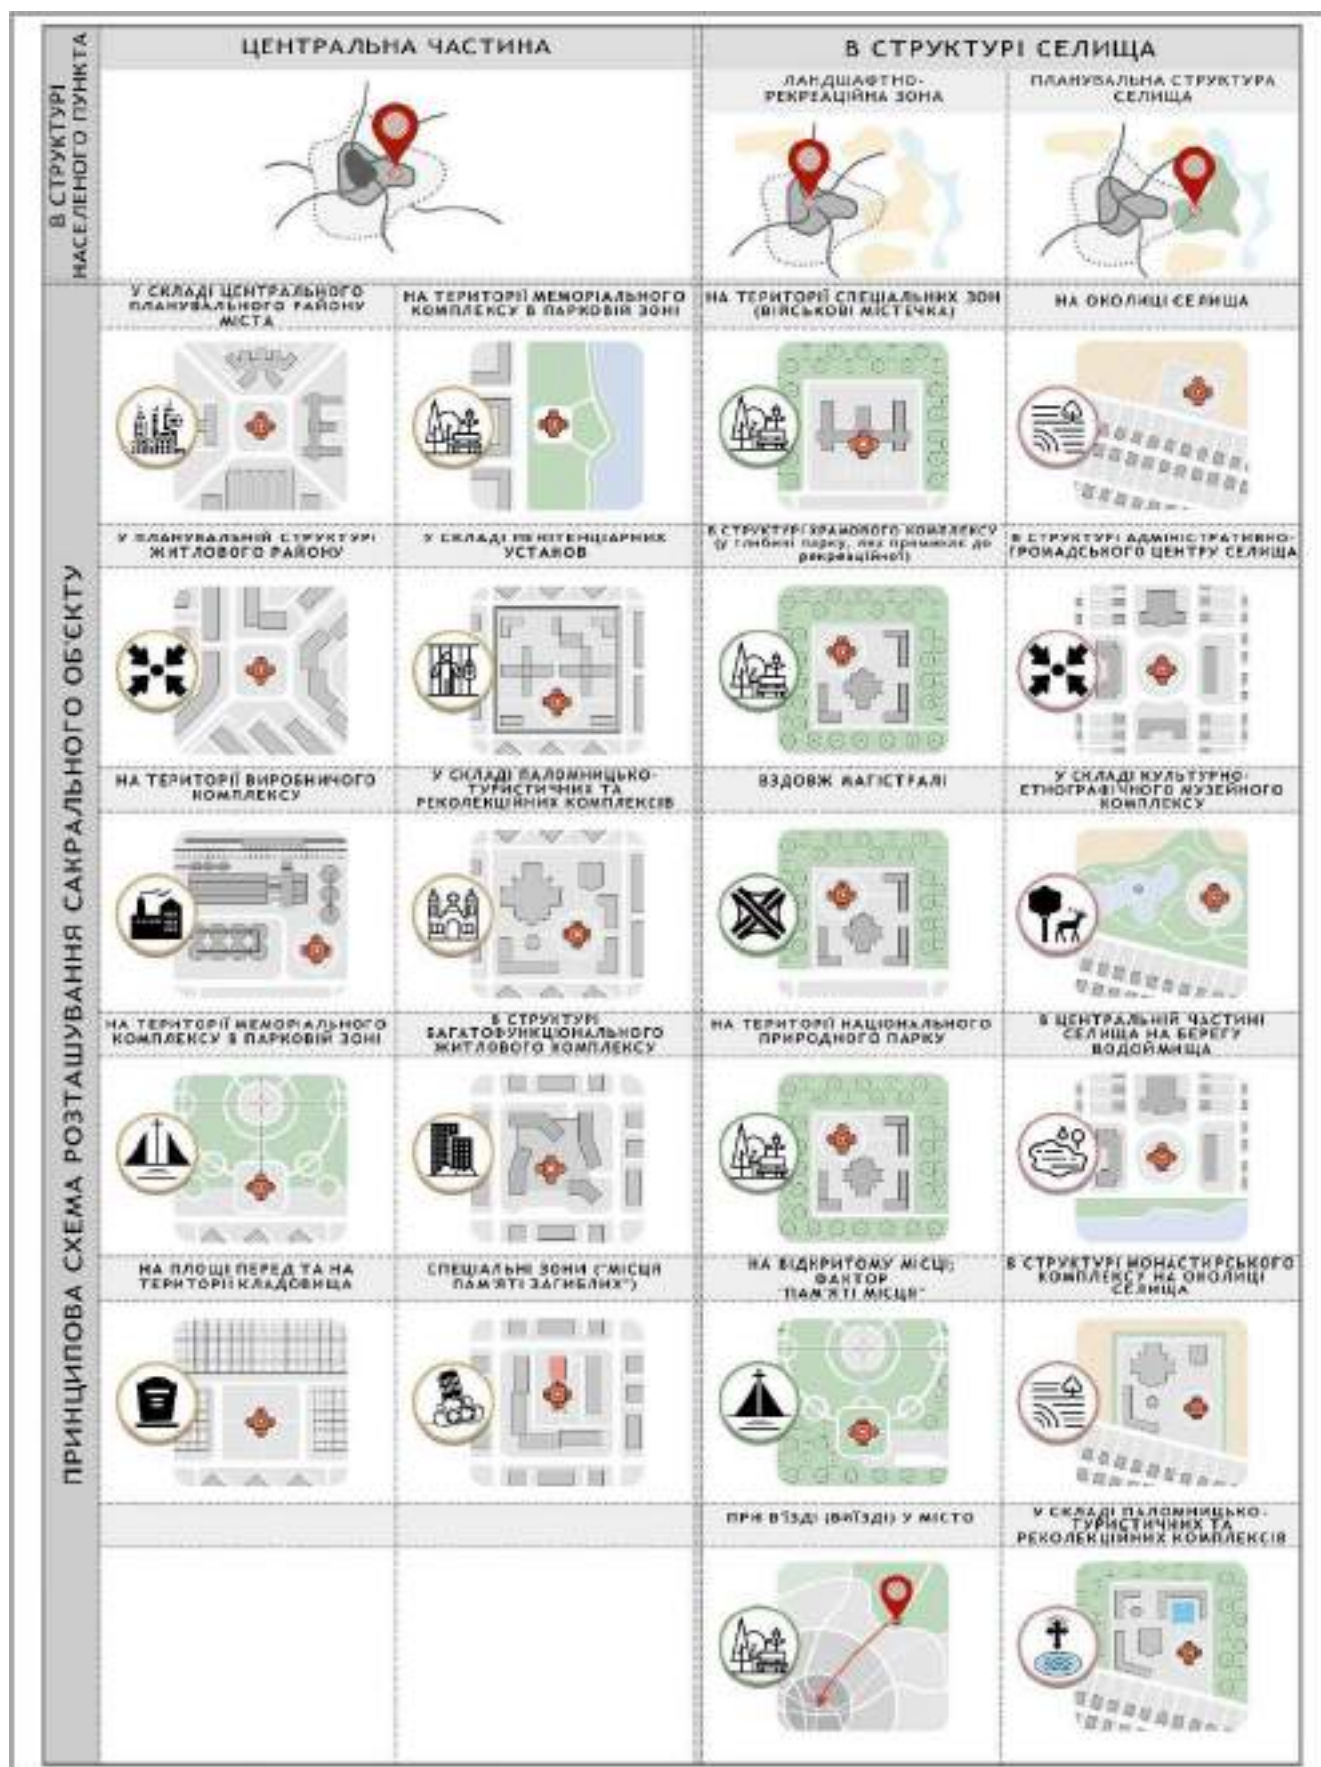 В СТРУКТУРІ
НАСЕЛЕНОГО ПУНКТА
ЦЕНТРАЛЬНА ЧАСТИНА
В СТРУКТУРІ СЕЛИЩА
ЛАНДШАФТНО-
РЕКРЕАЦІЙНА ЗОНА
ПЛАНУВАЛЬНА СТРУКТУРА
СЕЛИЩА
ПРИНЦИПОВА СХЕМА РОЗТАШУВАННЯ САКРАЛЬНОГО ОБ'ЄКТУ
У СКЛАДІ ЦЕНТРАЛЬНОГО
ПЛАНУВАЛЬНОГО РАЙОНУ
МІСТА
НА ТЕРИТОРІЇ МЕМОРІАЛЬНОГО
КОМПЛЕКСУ В ПАРКОВІЙ ЗОНІ
НА ТЕРИТОРІЇ СПЕЦІАЛЬНИХ ЗОН
(ВІЙСЬКОВІ МІСТЕЧКА)
НА ОКОЛИЦІ СЕЛИЩА
У ПЛАНУВАЛЬНІЙ СТРУКТУРІ
ЖИТЛОВОГО РАЙОНУ
У СКЛАДІ ПЕНІТЕНЦІАРНИХ
УСТАНОВ
В СТРУКТУРІ ХРАМОВОГО КОМПЛЕКСУ
(у глибині парку, яка примикає до
рекреаційної)
В СТРУКТУРІ АДМІНІСТРАТИВНО-
ГРОМАДСЬКОГО ЦЕНТРУ СЕЛИЩА
НА ТЕРИТОРІЇ ВИРОБНИЧОГО
КОМПЛЕКСУ
У СКЛАДІ ПАЛОМНИЦЬКО-
ТУРИСТИЧНИХ ТА
РЕКОЛЕКЦІЙНИХ КОМПЛЕКСІВ
ВЗДОВЖ МАГІСТРАЛІ
У СКЛАДІ КУЛЬТУРНО-
ЕТНОГРАФІЧНОГО МУЗЕЙНОГО
КОМПЛЕКСУ
НА ТЕРИТОРІЇ МЕМОРІАЛЬНОГО
КОМПЛЕКСУ В ПАРКОВІЙ ЗОНІ
В СТРУКТУРІ
БАГАТОФУНКЦІОНАЛЬНОГО
ЖИТЛОВОГО КОМПЛЕКСУ
НА ТЕРИТОРІЇ НАЦІОНАЛЬНОГО
ПРИРОДНОГО ПАРКУ
В ЦЕНТРАЛЬНІЙ ЧАСТИНІ
СЕЛИЩА НА БЕРЕГУ
ВОДОЙМИЩА
НА ПЛОЩІ ПЕРЕД ТА НА
ТЕРИТОРІЇ КЛАДОВИЩА
СПЕЦІАЛЬНІ ЗОНИ ("МІСЦЯ
ПАМ'ЯТІ ЗАГИБЛИХ")
НА ВІДКРИТОМУ МІСЦІ;
ФАКТОР
"ПАМ'ЯТІ МІСЦЯ"
В СТРУКТУРІ МОНАСТИРСЬКОГО
КОМПЛЕКСУ НА ОКОЛИЦІ
СЕЛИЩА
ПРИ В'ЇЗДІ (ВИЇЗДІ) У МІСТО
У СКЛАДІ ПАЛОМНИЦЬКО-
ТУРИСТИЧНИХ ТА
РЕКОЛЕКЦІЙНИХ КОМПЛЕКСІВ